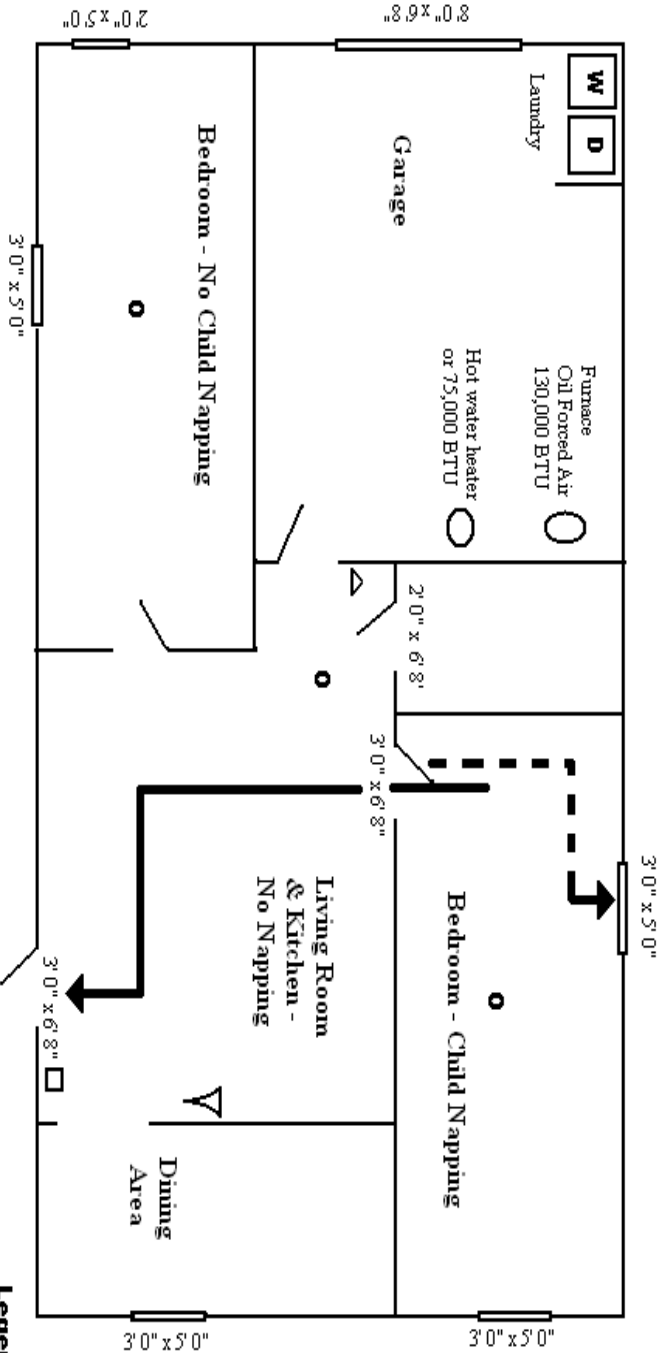 2'0"x5'0"
8'0"x6'8"
W
D
Laundry
Garage
Furnace
Oil Forced Air
130,000 BTU
Hot water heater
or 75,000 BTU
Bedroom - No Child Napping
3'0" x 5'0"
2'0" x 6'8'
3'0" x 6'8"
3'0" x 5'0"
Bedroom - Child Napping
Living Room
& Kitchen -
No Napping
3'0" x 6'8"
Dining
Area
3'0" x 5'0"
3'0" x 5'0"